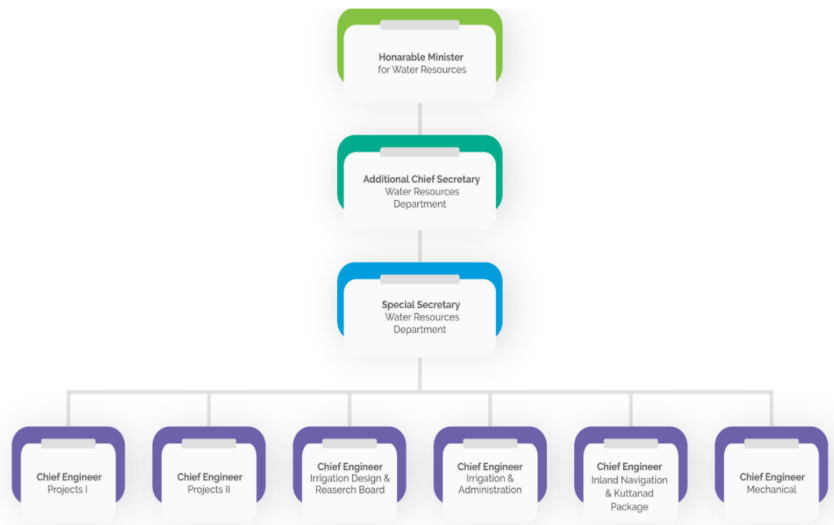 Honarable Minister
for Water Resources
Additional Chief Secretary
Water Resources
Department
Special Secretary
Water Resources
Department
Chief Engineer
Projects I
Chief Engineer
Projects II
Chief Engineer
Irrigation Design &
Reaserch Board
Chief Engineer
Irrigation &
Administration
Chief Engineer
Inland Navigation
& Kuttanad
Package
Chief Engineer
Mechanical